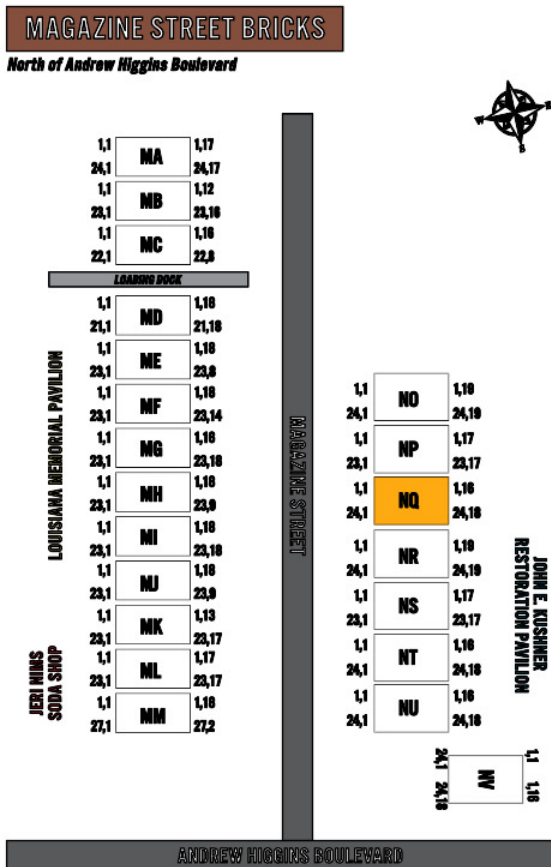 MAGAZINE STREET BRICKS
North of Andrew Higgins Boulevard
W
S
1,1 MA 1,17
24,1 24,17
1,1 MB 1,12
23,1 23,16
1,1 MC 1,16
22,1 22,8
LOADING DOCK
1,1 MD 1,18
21,1 21,18
1,1 ME 1,18
23,1 23,8
1,1 MF 1,18
23,1 23,14
1,1 MG 1,16
23,1 23,18
1,1 MH 1,18
23,1 23,9
1,1 MI 1,18
23,1 23,18
1,1 MJ 1,18
23,1 23,9
1,1 MK 1,13
23,1 23,17
1,1 ML 1,17
23,1 23,17
1,1 MM 1,18
27,1 27,2
LOUISIANA MEMORIAL PAVILION
JERI NIMS
SODA SHOP
MAGAZINE STREET
1,1 NO 1,19
24,1 24,19
1,1 NP 1,17
23,1 23,17
1,1 NQ 1,16
24,1 24,18
1,1 NR 1,19
24,1 24,19
1,1 NS 1,17
23,1 23,17
1,1 NT 1,16
24,1 24,18
1,1 NU 1,16
24,1 24,18
JOHN E. KUSHNER
RESTORATION PAVILION
1,1 NV 1,16
24,1 24,18
ANDREW HIGGINS BOULEVARD